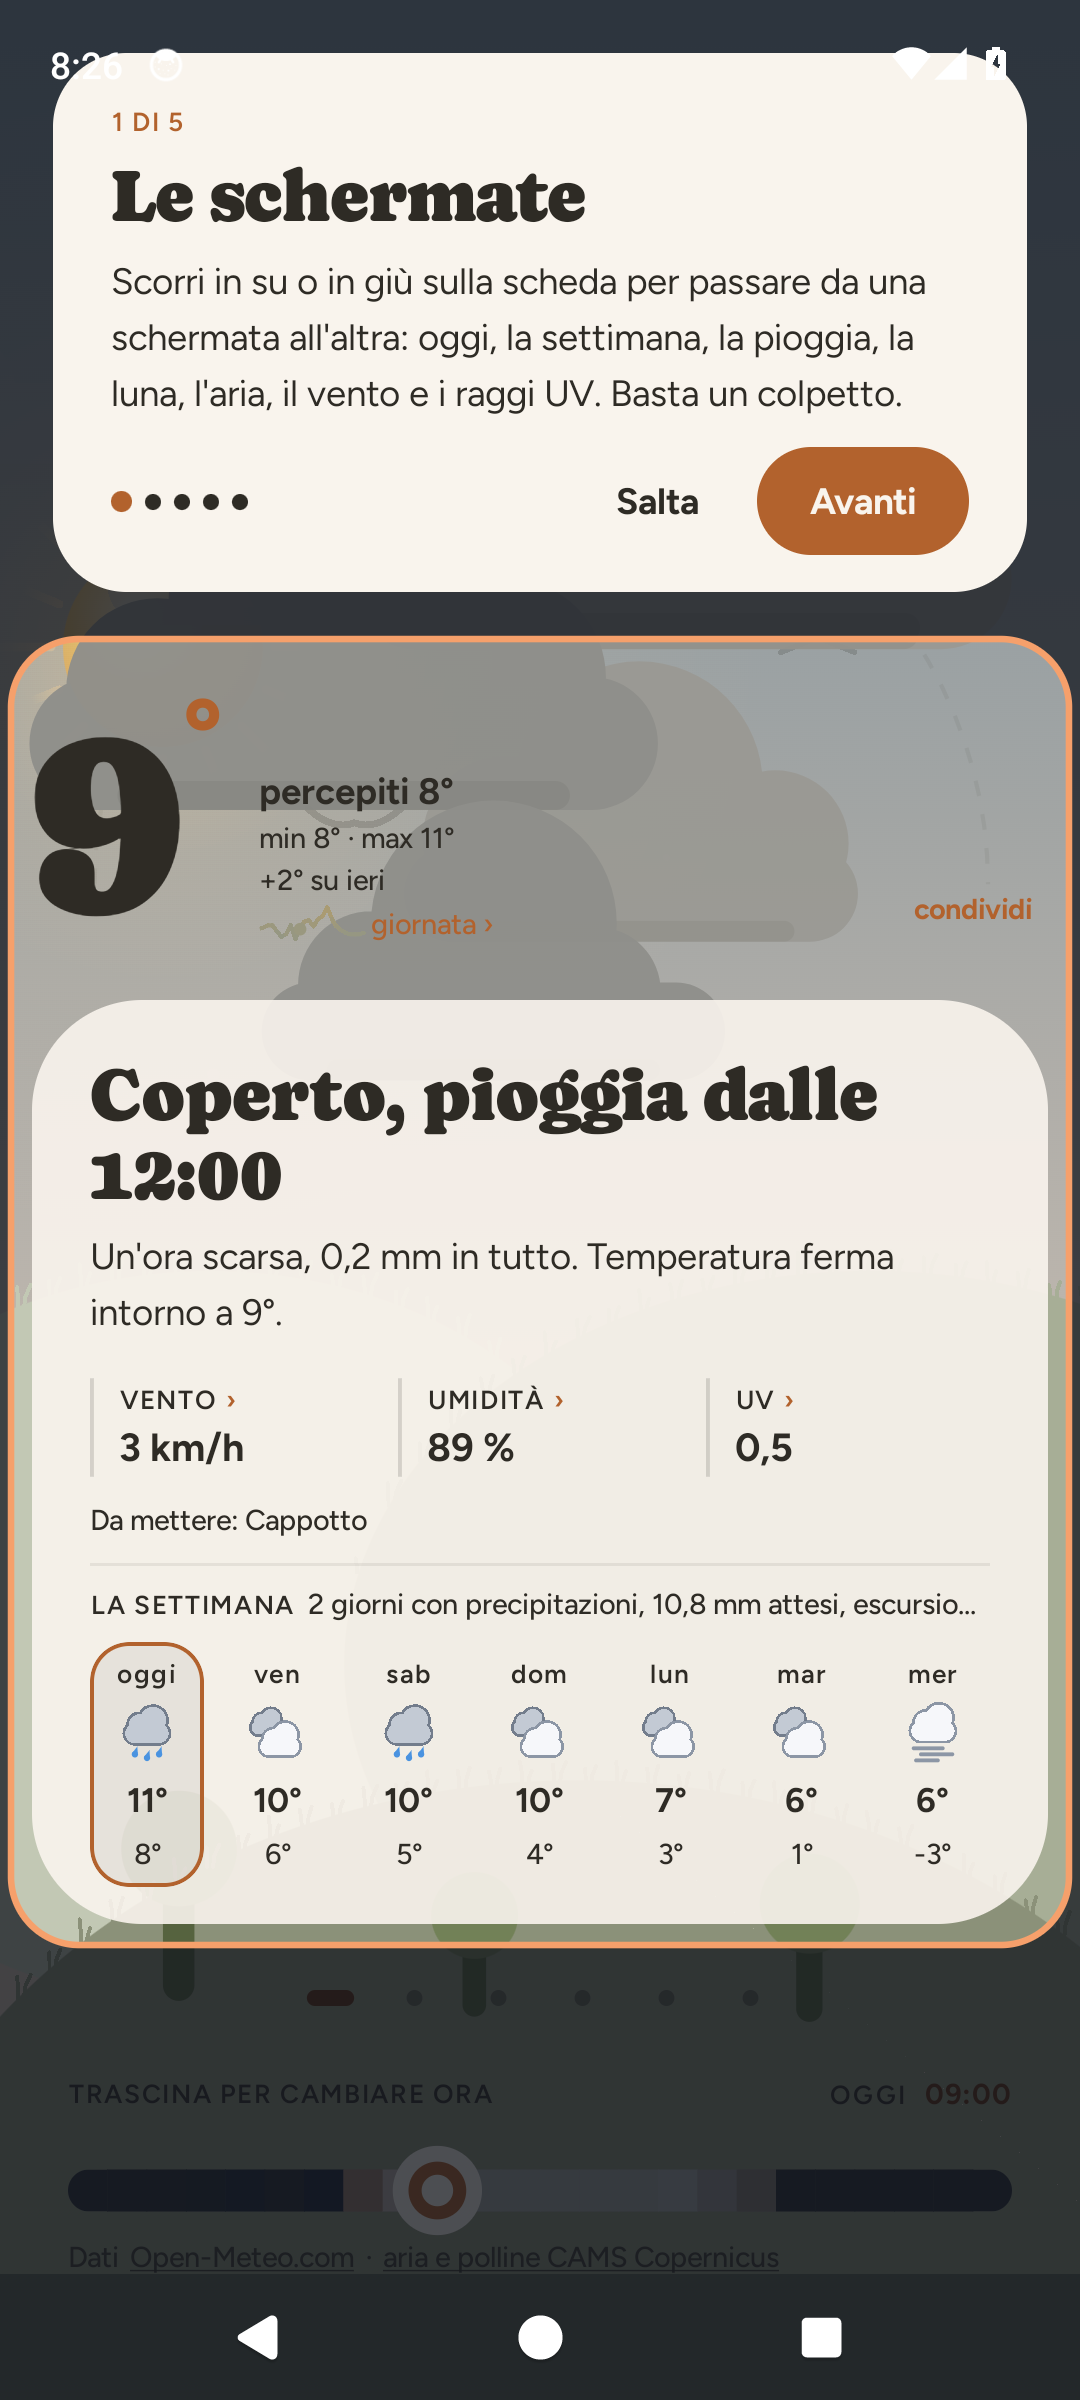 8:26
1 DI 5
Le schermate
Scorri in su o in giù sulla scheda per passare da una
schermata all'altra: oggi, la settimana, la pioggia, la
luna, l'aria, il vento e i raggi UV. Basta un colpetto.
Salta
Avanti
9
percepiti 8°
min 8° · max 11°
+2° su ieri
giornata ›
condividi
Coperto, pioggia dalle
12:00
Un'ora scarsa, 0,2 mm in tutto. Temperatura ferma
intorno a 9°.
VENTO › UMIDITÀ › UV ›
3 km/h 89 % 0,5
Da mettere: Cappotto
LA SETTIMANA 2 giorni con precipitazioni, 10,8 mm attesi, escursio...
oggi ven sab dom lun mar mer
11° 10° 10° 10° 7° 6° 6°
8° 6° 5° 4° 3° 1° -3°
TRASCINA PER CAMBIARE ORA OGGI 09:00
Dati Open-Meteo.com · aria e polline CAMS Copernicus